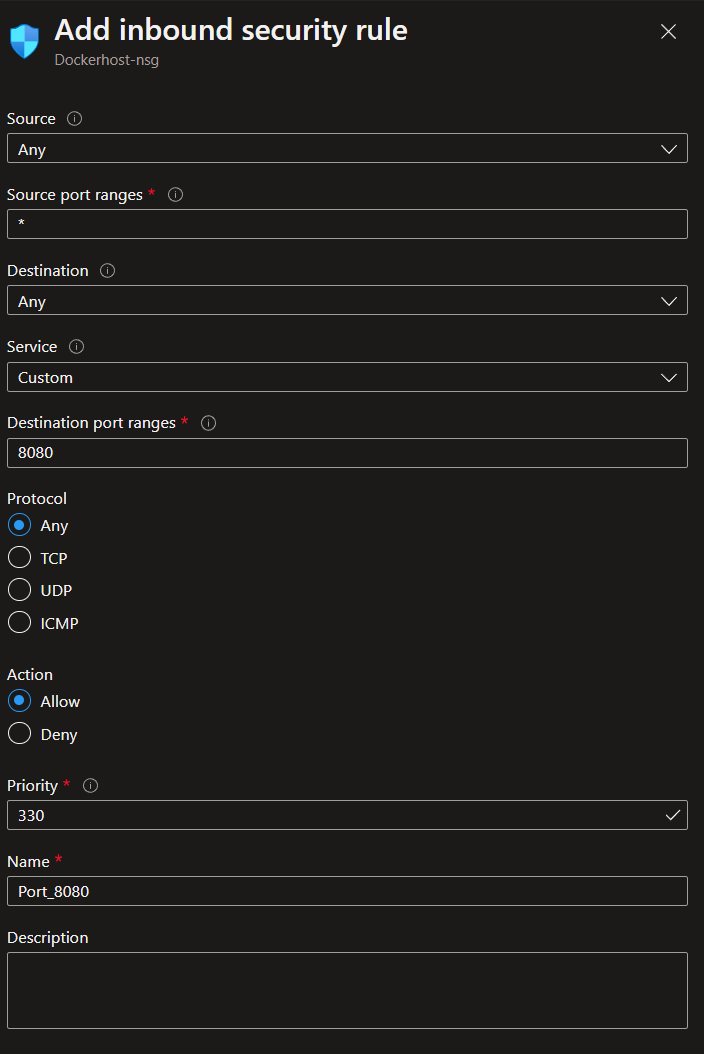 Add inbound security rule
Dockerhost-nsg
Source
Any
Source port ranges *
*
Destination
Any
Service
Custom
Destination port ranges *
8080
Protocol
Any
TCP
UDP
ICMP
Action
Allow
Deny
Priority *
330
Name *
Port_8080
Description